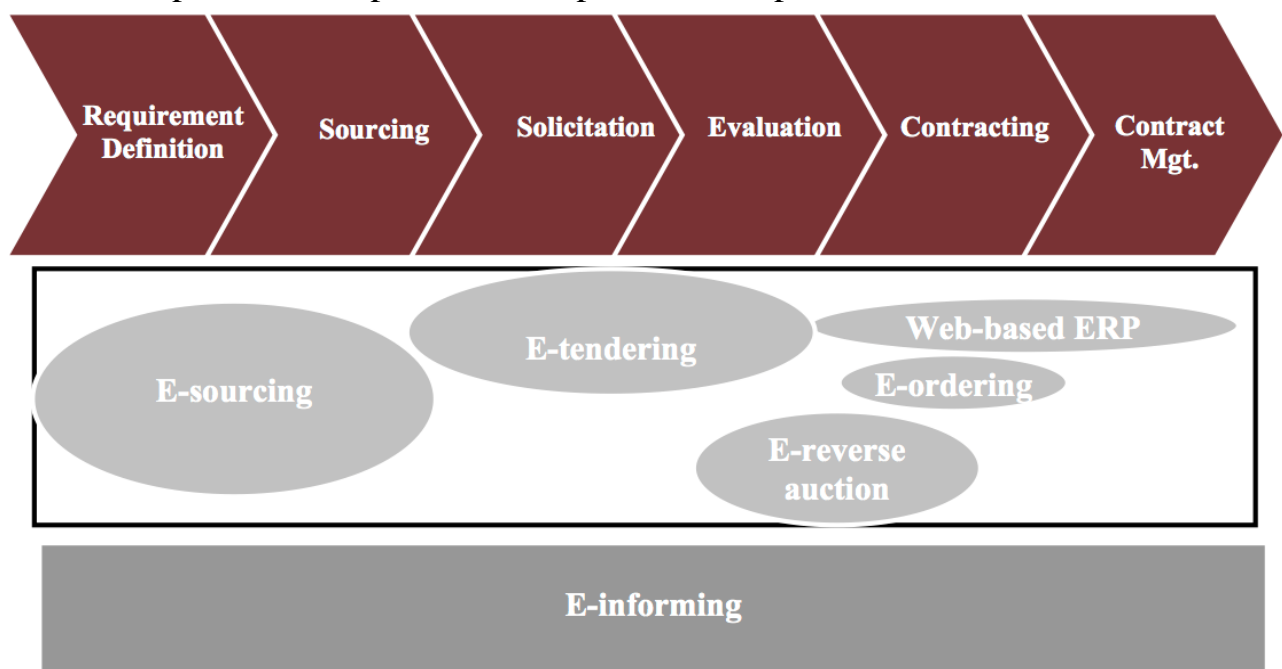 Requirement
Definition
Sourcing
Solicitation
Evaluation
Contracting
Contract
Mgt.
E-sourcing
E-tendering
Web-based ERP
E-ordering
E-reverse
auction
E-informing